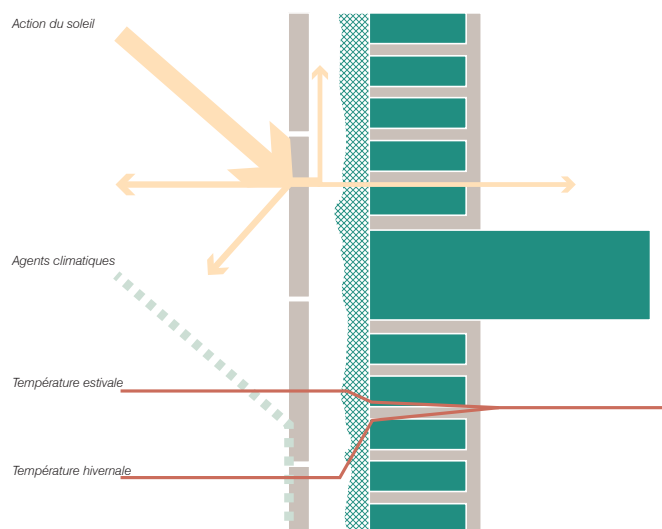 Action du soleil
Agents climatiques
Température estivale
Température hivernale